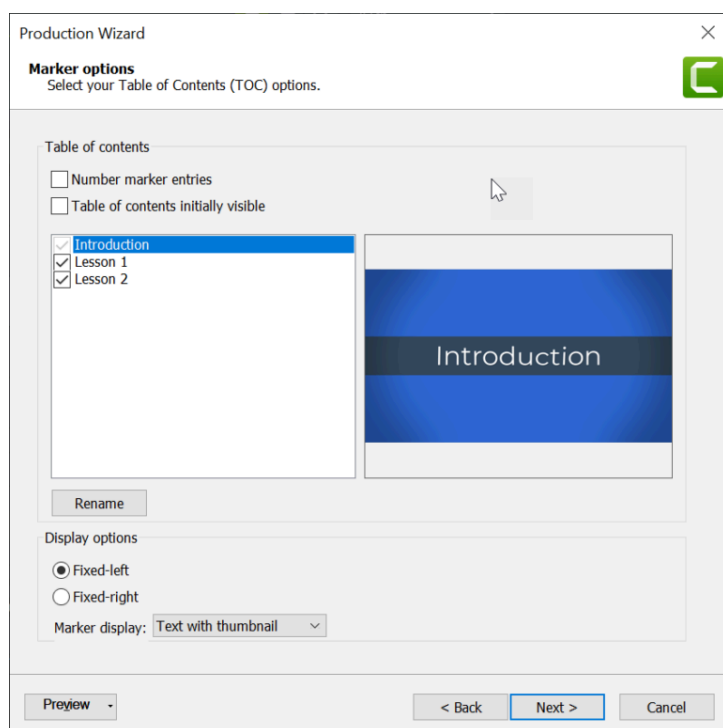 Production Wizard
Marker options
Select your Table of Contents (TOC) options.
Table of contents
Number marker entries
Table of contents initially visible
Introduction
Lesson 1
Lesson 2
Introduction
Rename
Display options
Fixed-left
Fixed-right
Marker display: Text with thumbnail
Preview < Back Next > Cancel